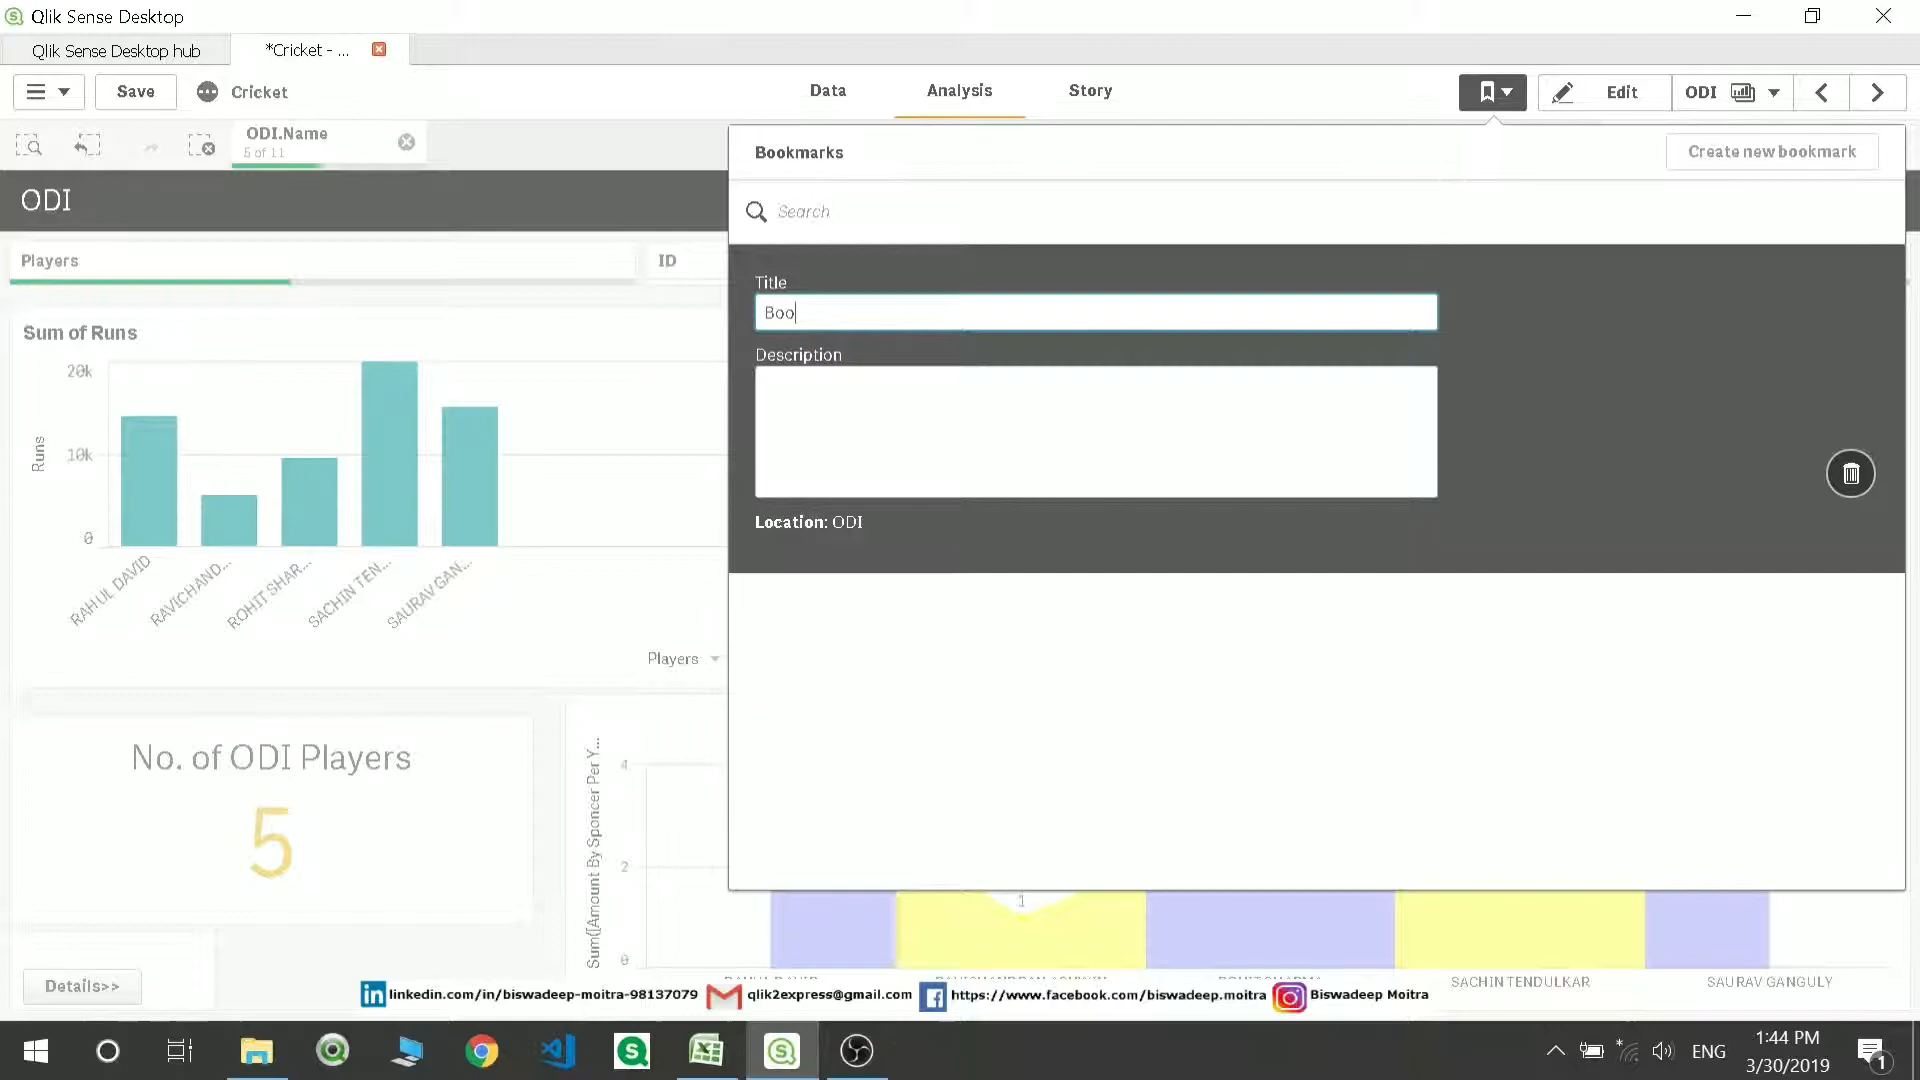 Qlik Sense Desktop
Qlik Sense Desktop hub
*Cricket - ...
Save
Cricket
Data
Analysis
Story
Edit
ODI
ODI.Name
5 of 11
Bookmarks
Create new bookmark
ODI
Search
Players
ID
Title
Boo
Description
Location: ODI
Sum of Runs
20k
10k
0
Runs
RAHUL DAVID
RAVICHAND...
ROHIT SHAR...
SACHIN TEN...
SAURAV GAN...
Players
No. of ODI Players
5
Details>>
Sum([Amount By Sponcer Per Y...
4
2
0
1
SACHIN TENDULKAR
SAURAV GANGULY
linkedin.com/in/biswadeep-moitra-98137079
qlik2express@gmail.com
https://www.facebook.com/biswadeep.moitra
Biswadeep Moitra
ENG
1:44 PM
3/30/2019
1